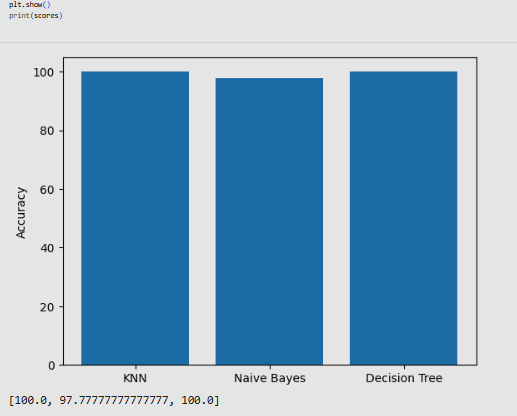 plt.show()
print(scores)
100
80
60
40
20
0
Accuracy
KNN Naive Bayes Decision Tree
[100.0, 97.77777777777777, 100.0]